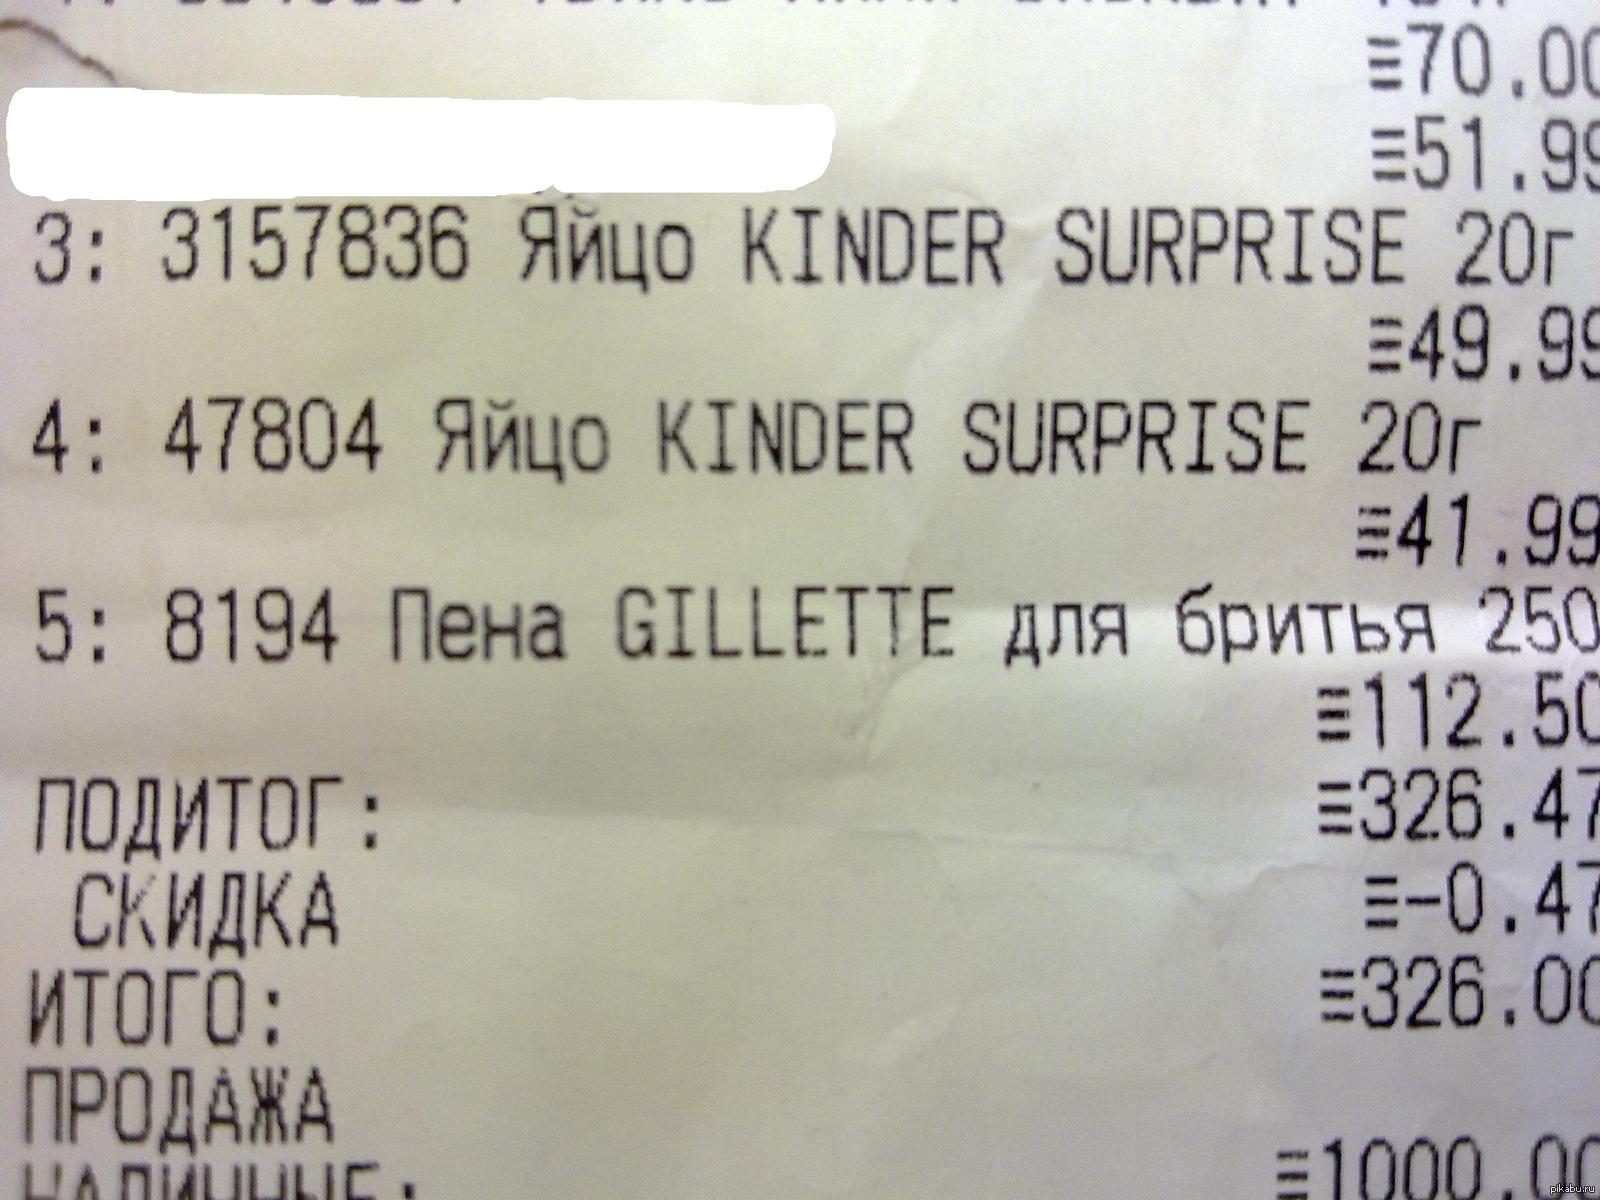 ≡70.00
≡51.99
3: 3157836 Яйцо KINDER SURPRISE 20г
≡49.99
4: 47804 Яйцо KINDER SURPRISE 20г
≡41.99
5: 8194 Пена GILLETTE для бритья 250
≡112.50
ПОДИТОГ: ≡326.47
СКИДКА ≡-0.47
ИТОГО: ≡326.00
ПРОДАЖА
НАЛИЧНЫЕ: ≡1000.00
pikabu.ru